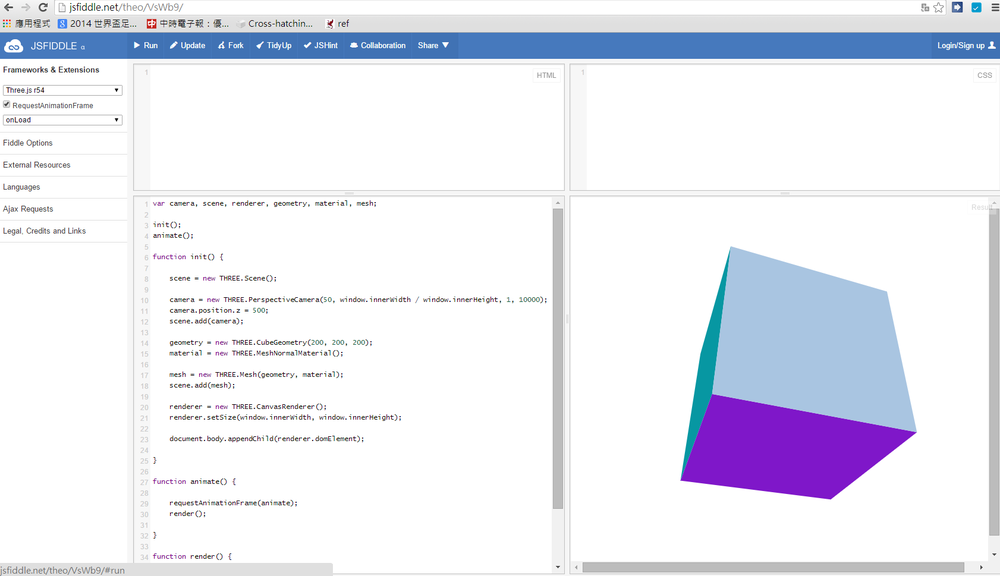 jsfiddle.net/theo/VsWb9/
應用程式 2014 世界盃足... 中時電子報:優... Cross-hatchin... ref
JSFIDDLE α Run Update Fork TidyUp JSHint Collaboration Share Login/Sign up
Frameworks & Extensions
Three.js r54
RequestAnimationFrame
onLoad
Fiddle Options
External Resources
Languages
Ajax Requests
Legal, Credits and Links
1 HTML
1 CSS
1 var camera, scene, renderer, geometry, material, mesh;
2
3 init();
4 animate();
5
6 function init() {
7
8 scene = new THREE.Scene();
9
10 camera = new THREE.PerspectiveCamera(50, window.innerWidth / window.innerHeight, 1, 10000);
11 camera.position.z = 500;
12 scene.add(camera);
13
14 geometry = new THREE.CubeGeometry(200, 200, 200);
15 material = new THREE.MeshNormalMaterial();
16
17 mesh = new THREE.Mesh(geometry, material);
18 scene.add(mesh);
19
20 renderer = new THREE.CanvasRenderer();
21 renderer.setSize(window.innerWidth, window.innerHeight);
22
23 document.body.appendChild(renderer.domElement);
24
25 }
26
27 function animate() {
28
29 requestAnimationFrame(animate);
30 render();
31
32 }
33
34 function render() {
Result
jsfiddle.net/theo/VsWb9/#run